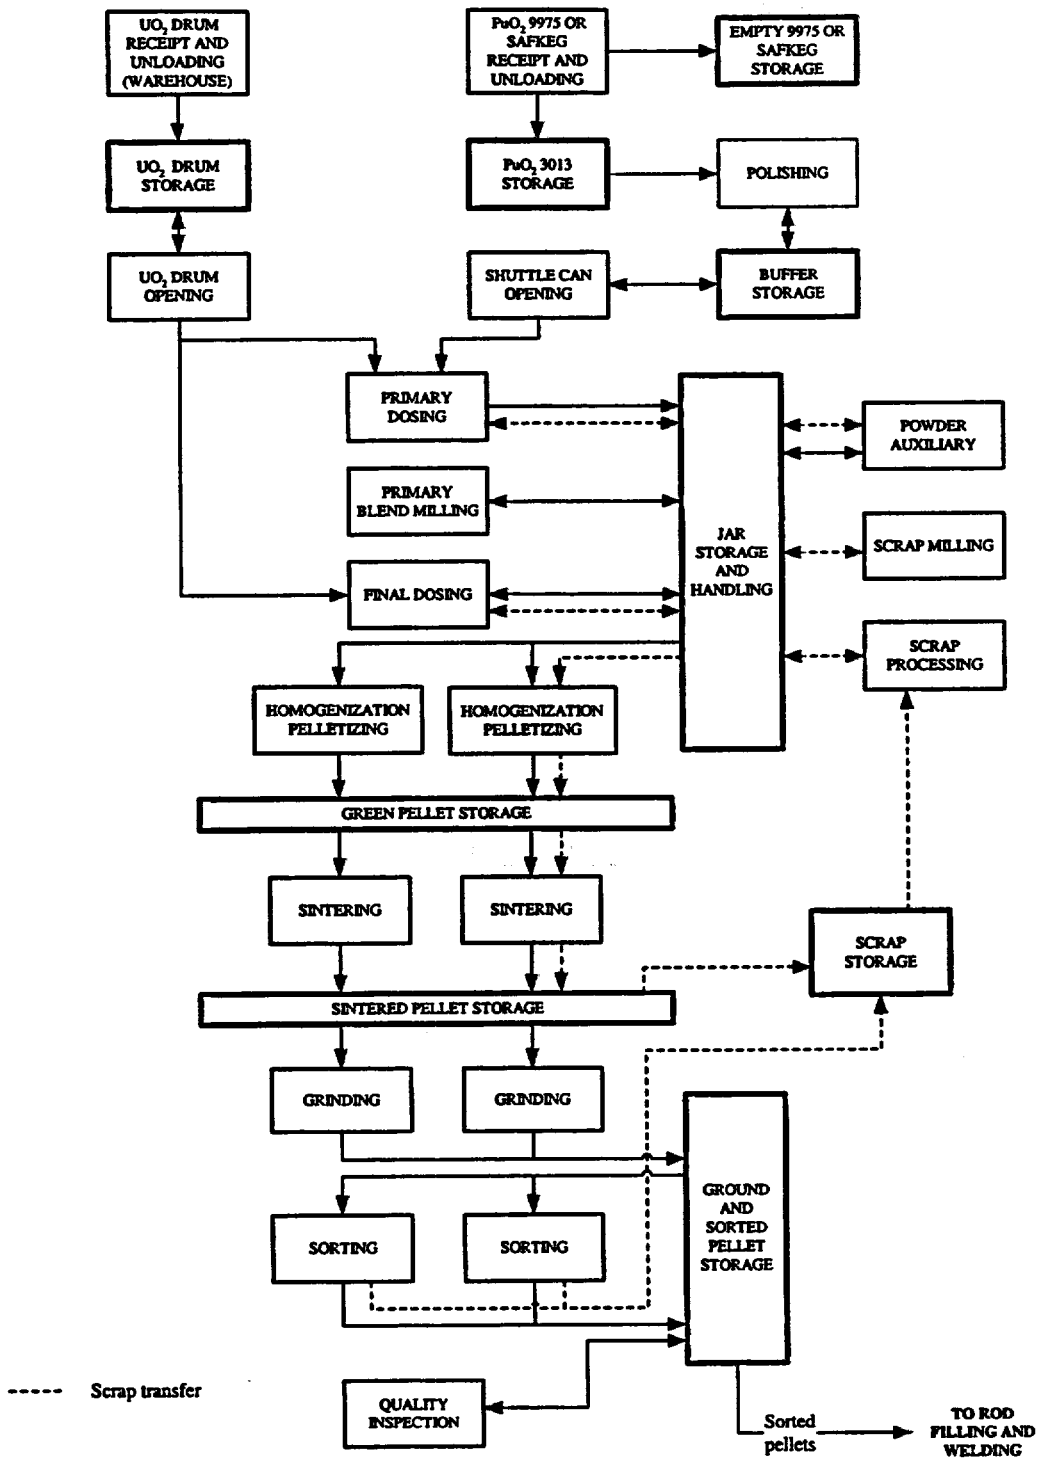 UO₂ DRUM
RECEIPT AND
UNLOADING
(WAREHOUSE)
PuO₂ 9975 OR
SAFKEG
RECEIPT AND
UNLOADING
EMPTY 9975 OR
SAFKEG
STORAGE
UO₂ DRUM
STORAGE
PuO₂ 3013
STORAGE
POLISHING
UO₂ DRUM
OPENING
SHUTTLE CAN
OPENING
BUFFER
STORAGE
PRIMARY
DOSING
POWDER
AUXILIARY
PRIMARY
BLEND MILLING
JAR
STORAGE
AND
HANDLING
SCRAP MILLING
FINAL DOSING
SCRAP
PROCESSING
HOMOGENIZATION
PELLETIZING
HOMOGENIZATION
PELLETIZING
GREEN PELLET STORAGE
SINTERING
SINTERING
SCRAP
STORAGE
SINTERED PELLET STORAGE
GRINDING
GRINDING
GROUND
AND
SORTED
PELLET
STORAGE
SORTING
SORTING
Scrap transfer
QUALITY
INSPECTION
Sorted
pellets
TO ROD
FILLING AND
WELDING